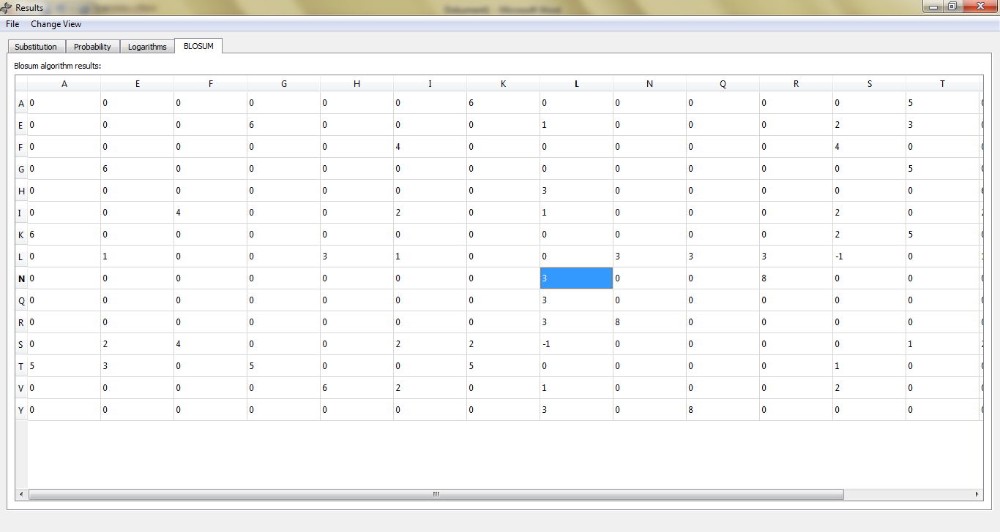 Results
File Change View
Substitution Probability Logarithms BLOSUM
Blosum algorithm results:
A E F G H I K L N Q R S T
A 0 0 0 0 0 0 6 0 0 0 0 0 5
E 0 0 0 6 0 0 0 1 0 0 0 2 3
F 0 0 0 0 0 4 0 0 0 0 0 4 0
G 0 6 0 0 0 0 0 0 0 0 0 0 5
H 0 0 0 0 0 0 0 3 0 0 0 0 0
I 0 0 4 0 0 2 0 1 0 0 0 2 0
K 6 0 0 0 0 0 0 0 0 0 0 2 5
L 0 1 0 0 3 1 0 0 3 3 3 -1 0
N 0 0 0 0 0 0 0 3 0 0 8 0 0
Q 0 0 0 0 0 0 0 3 0 0 0 0 0
R 0 0 0 0 0 0 0 3 8 0 0 0 0
S 0 2 4 0 0 2 2 -1 0 0 0 0 1
T 5 3 0 5 0 0 5 0 0 0 0 1 0
V 0 0 0 0 6 2 0 1 0 0 0 2 0
Y 0 0 0 0 0 0 0 3 0 8 0 0 0